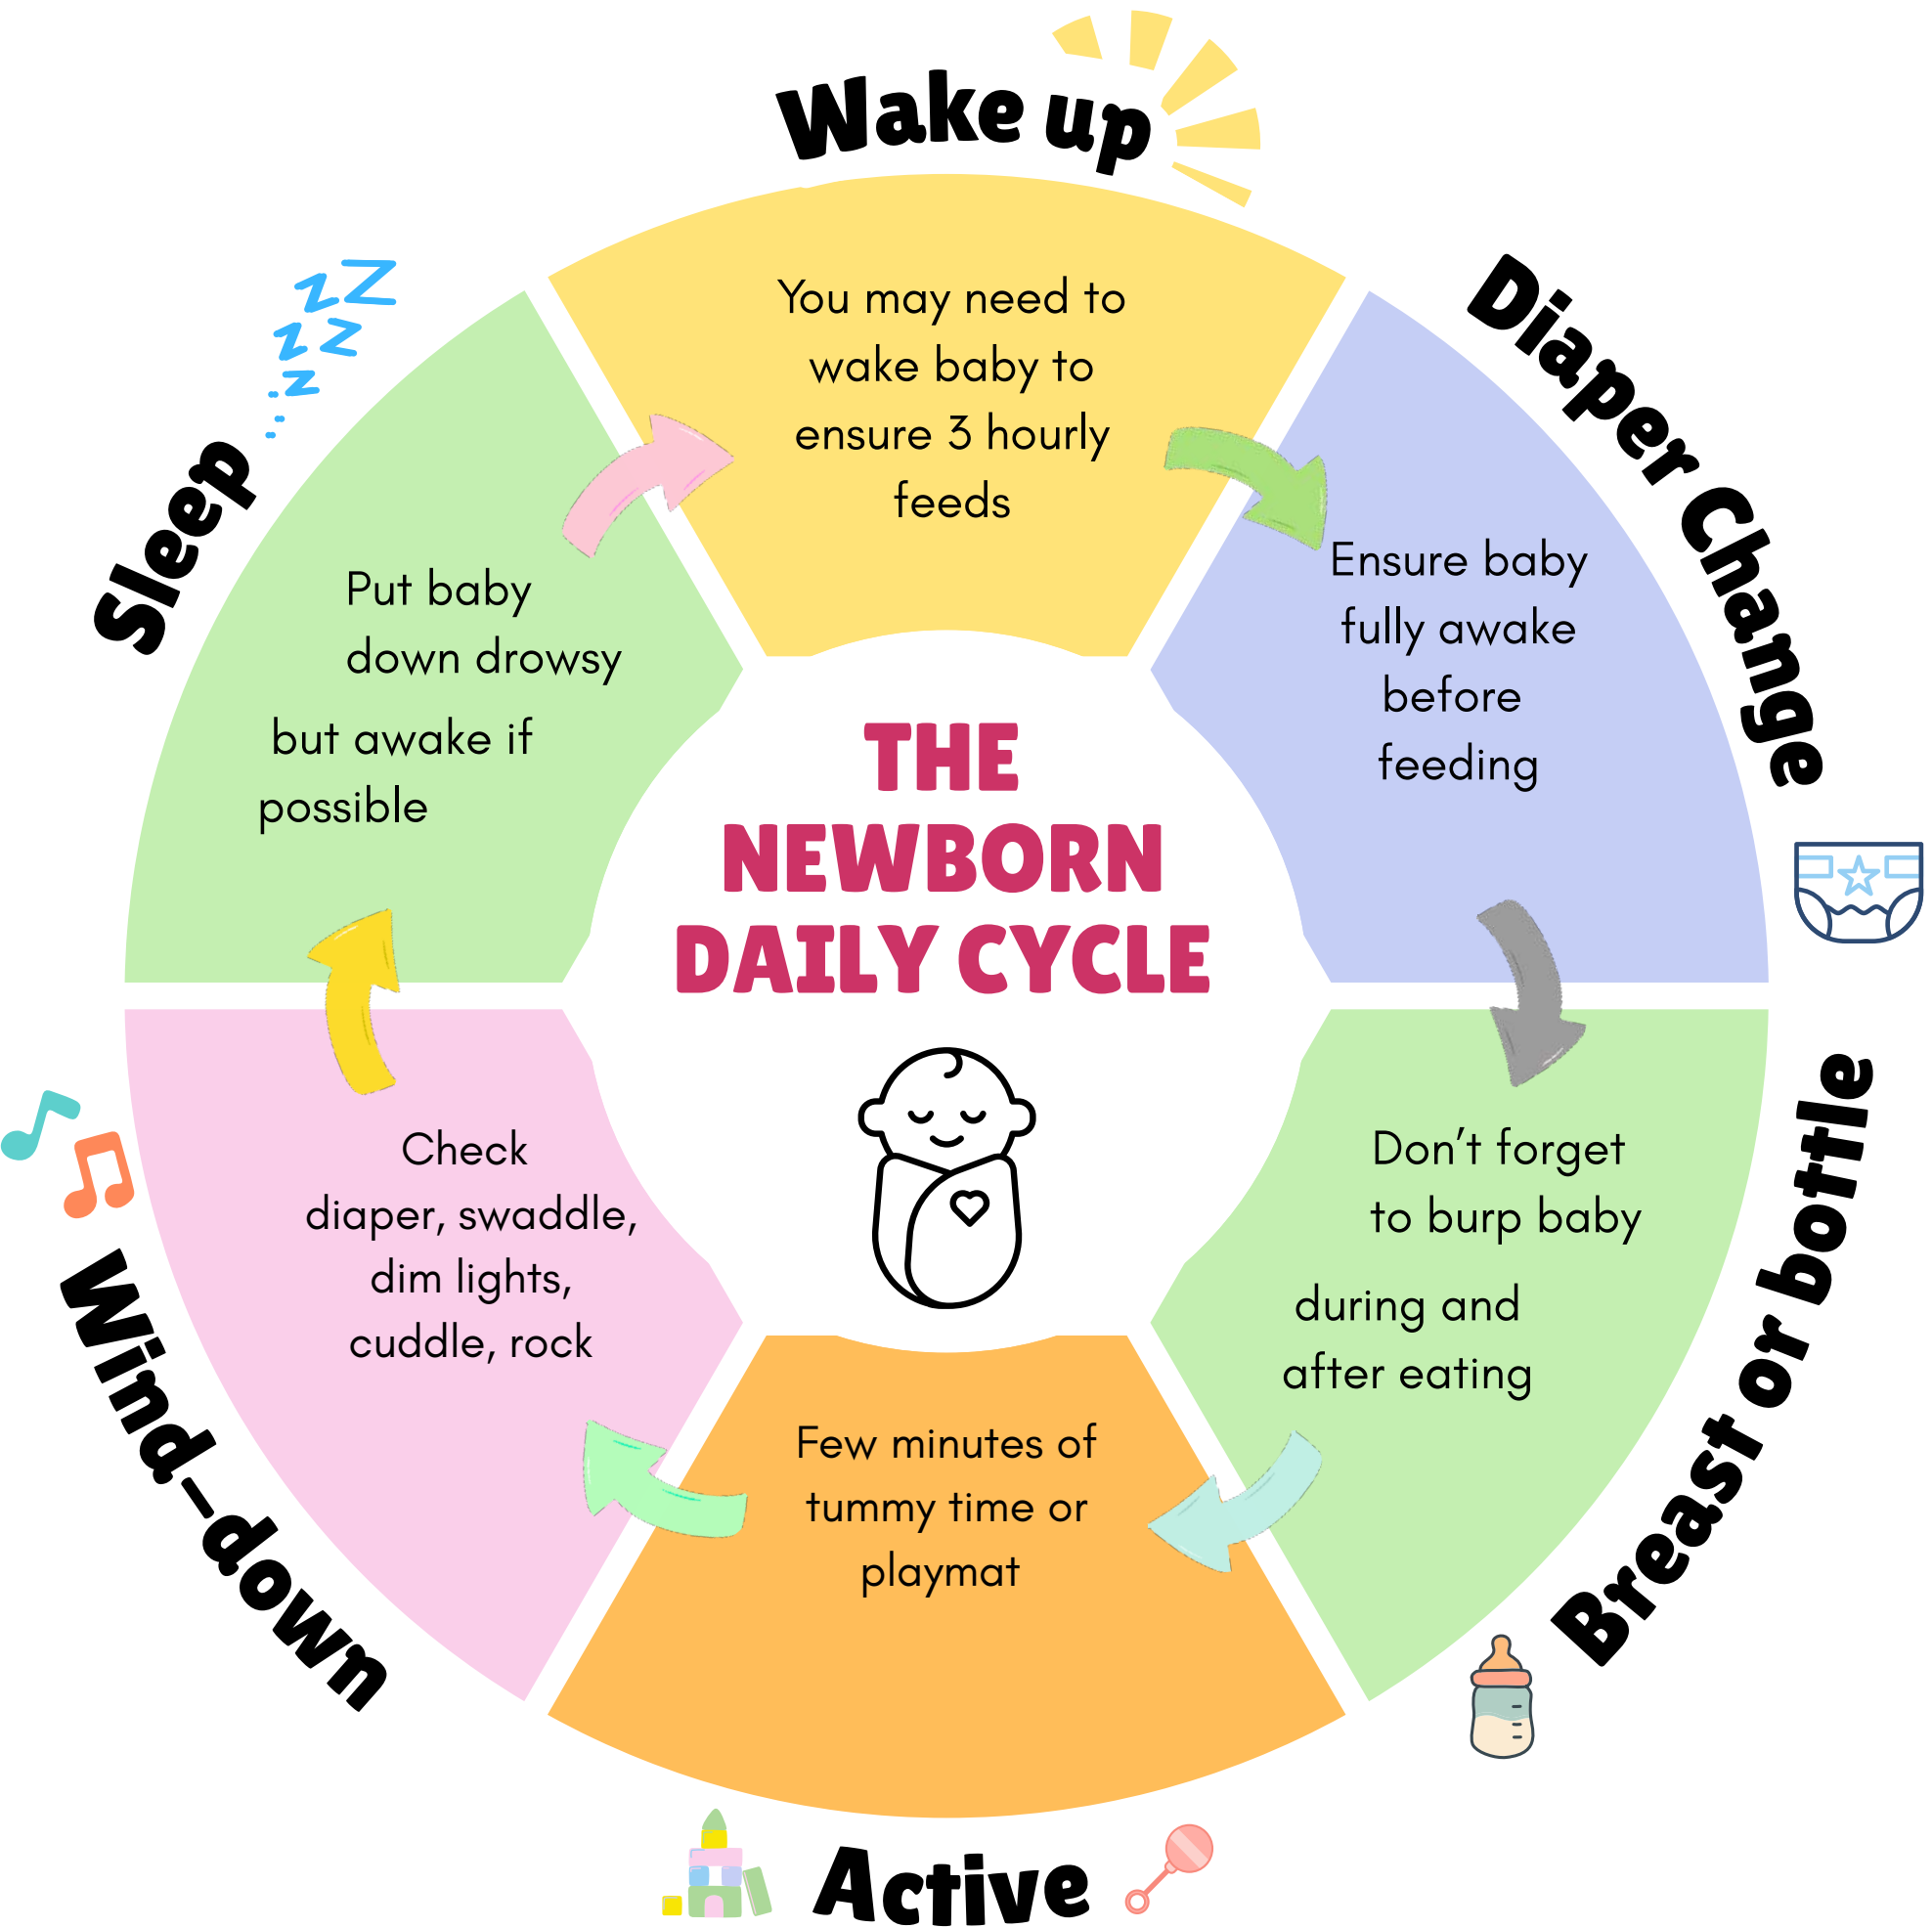 Wake up
You may need to
wake baby to
ensure 3 hourly
feeds
Diaper Change
Ensure baby
fully awake
before
feeding
Breast or bottle
Don't forget
to burp baby
during and
after eating
Active
Few minutes of
tummy time or
playmat
Wind-down
Check
diaper, swaddle,
dim lights,
cuddle, rock
Sleep
zz
zz
z
Put baby
down drowsy
but awake if
possible
THE
NEWBORN
DAILY CYCLE